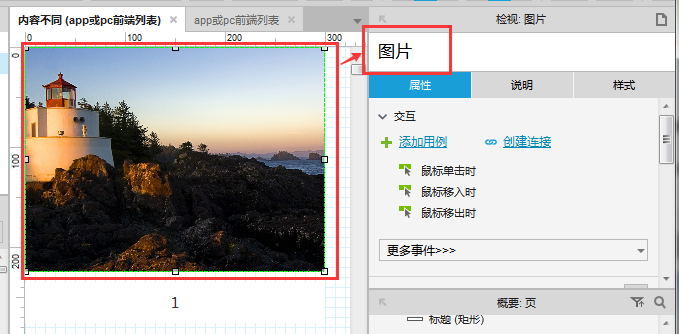 内容不同 (app或pc前端列表) × app或pc前端列表 ×
检视: 图片
0 100 200 300
0
100
200
图片
属性 说明 样式
交互
添加用例 创建连接
鼠标单击时
鼠标移入时
鼠标移出时
更多事件>>>
1
概要: 页
标题 (矩形)